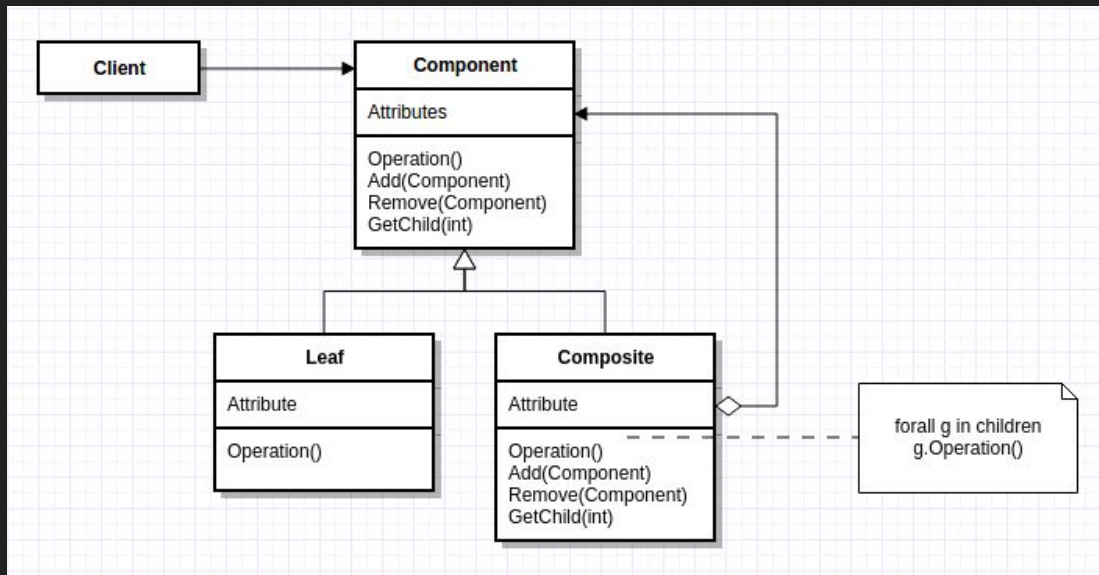 Client
Component
Attributes
Operation()
Add(Component)
Remove(Component)
GetChild(int)
Leaf
Attribute
Operation()
Composite
Attribute
Operation()
Add(Component)
Remove(Component)
GetChild(int)
forall g in children
g.Operation()